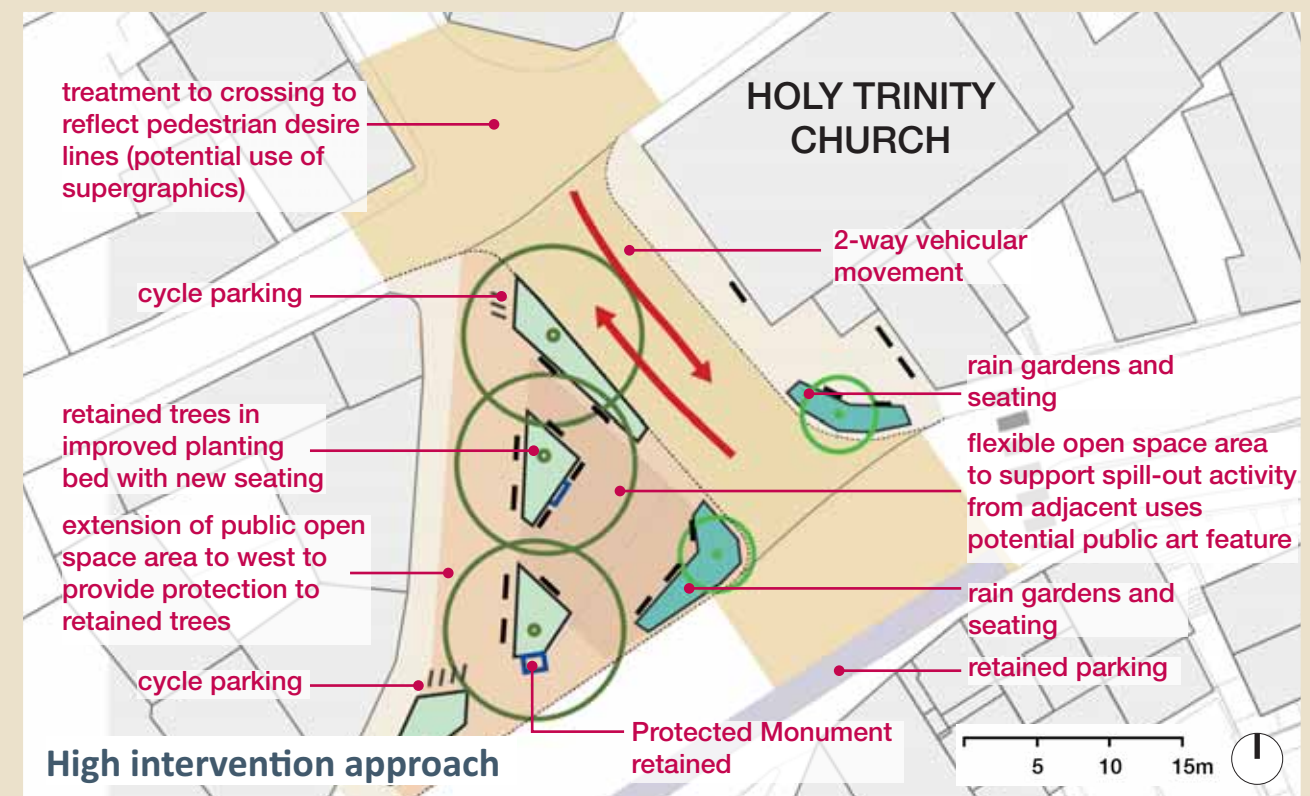 treatment to crossing to
reflect pedestrian desire
lines (potential use of
supergraphics)
HOLY TRINITY
CHURCH
2-way vehicular
movement
cycle parking
rain gardens and
seating
retained trees in
improved planting
bed with new seating
flexible open space area
to support spill-out activity
from adjacent uses
potential public art feature
extension of public open
space area to west to
provide protection to
retained trees
rain gardens and
seating
retained parking
cycle parking
Protected Monument
retained
High intervention approach
5 10 15m